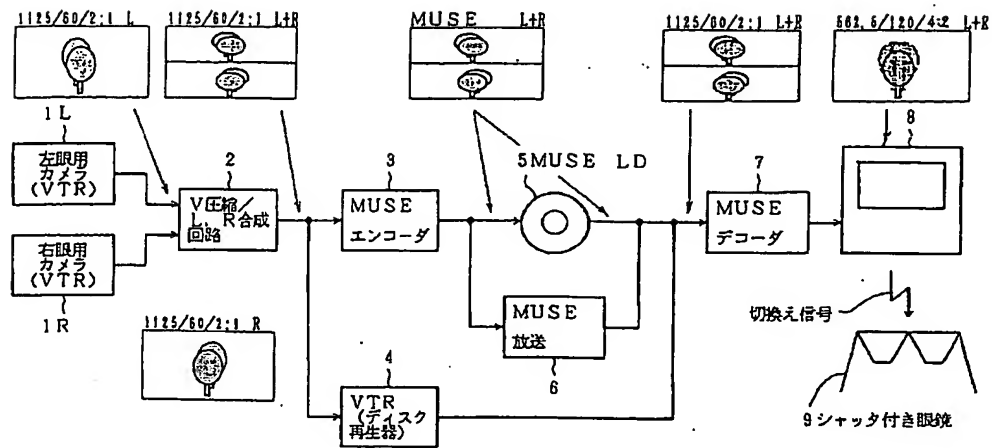 1125/60/2:1 L
1125/60/2:1 L+R
MUSE L+R
1125/60/2:1 L+R
562.5/120/4:2 L+R
1L
左眼用
カメラ
(VTR)
2
V圧縮/
L、R合成
回路
3
MUSE
エンコーダ
5MUSE LD
7
MUSE
デコーダ
8
右眼用
カメラ
(VTR)
1R
1125/60/2:1 R
MUSE
放送
6
切換え信号
4
VTR
(ディスク
再生器)
9シャッタ付き眼鏡